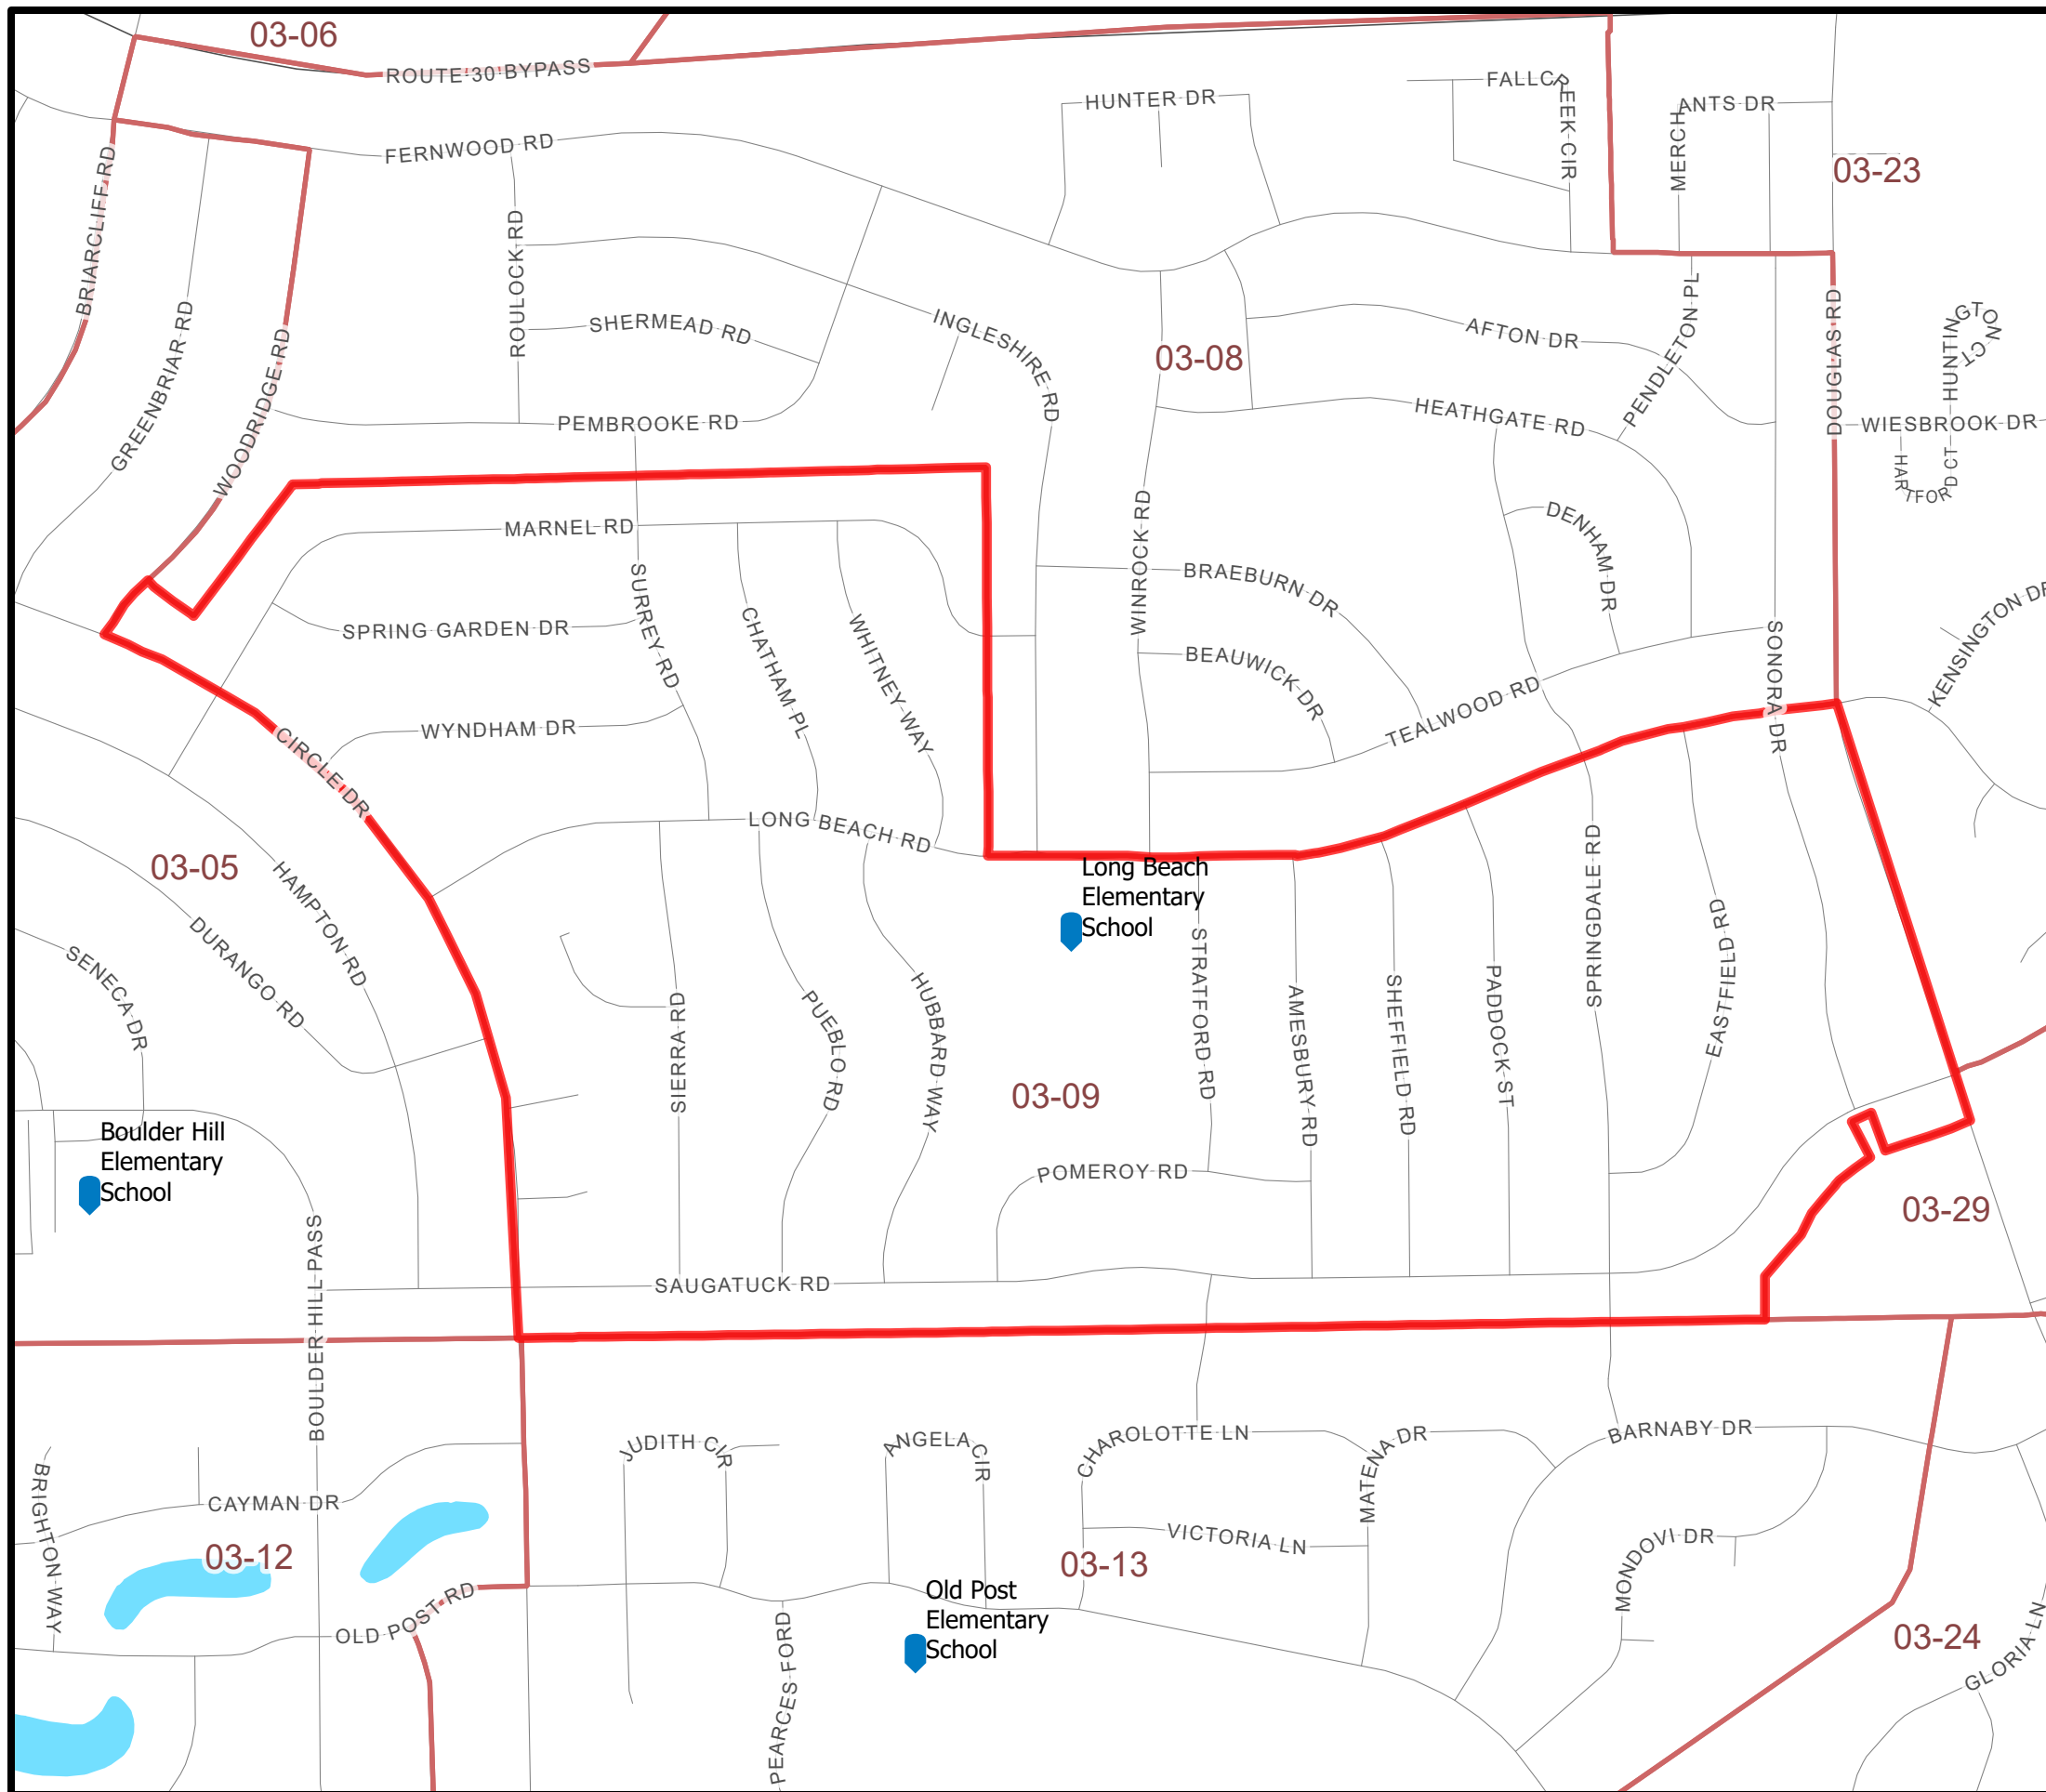 03-06
ROUTE 30 BYPASS
FERNWOOD RD
HUNTER DR
FALLCREEK CIR
MERCHANTS DR
03-23
BRIARCLIFF RD
GREENBRIAR RD
WOODRIDGE RD
ROULOCK RD
SHERMEAD RD
INGLESHIRE RD
PEMBROOKE RD
03-08
AFTON DR
PENDLETON PL
HEATHGATE RD
DOUGLAS RD
HUNTINGTON CT
WIESBROOK DR
HARTFORD CT
MARNEL RD
SURREY RD
SPRING GARDEN DR
CHATHAM PL
WHITNEY WAY
WINROCK RD
BRAEBURN DR
BEAUWICK DR
DENHAM DR
TEALWOOD RD
SONORA DR
KENSINGTON DR
WYNDHAM DR
CIRCLE DR
LONG BEACH RD
03-05
HAMPTON RD
DURANGO RD
SENECA DR
Long Beach
Elementary
School
SIERRA RD
PUEBLO RD
HUBBARD WAY
STRATFORD RD
AMESBURY RD
SHEFFIELD RD
PADDOCK ST
SPRINGDALE RD
EASTFIELD RD
03-09
Boulder Hill
Elementary
School
POMEROY RD
03-29
BOULDER HILL PASS
SAUGATUCK RD
JUDITH CIR
ANGELA CIR
CHAROLOTTE LN
MATENA DR
BARNABY DR
BRIGHTON WAY
CAYMAN DR
VICTORIA LN
MONDOVI DR
03-12
03-13
OLD POST RD
Old Post
Elementary
School
PEARCES FORD
03-24
GLORIA LN